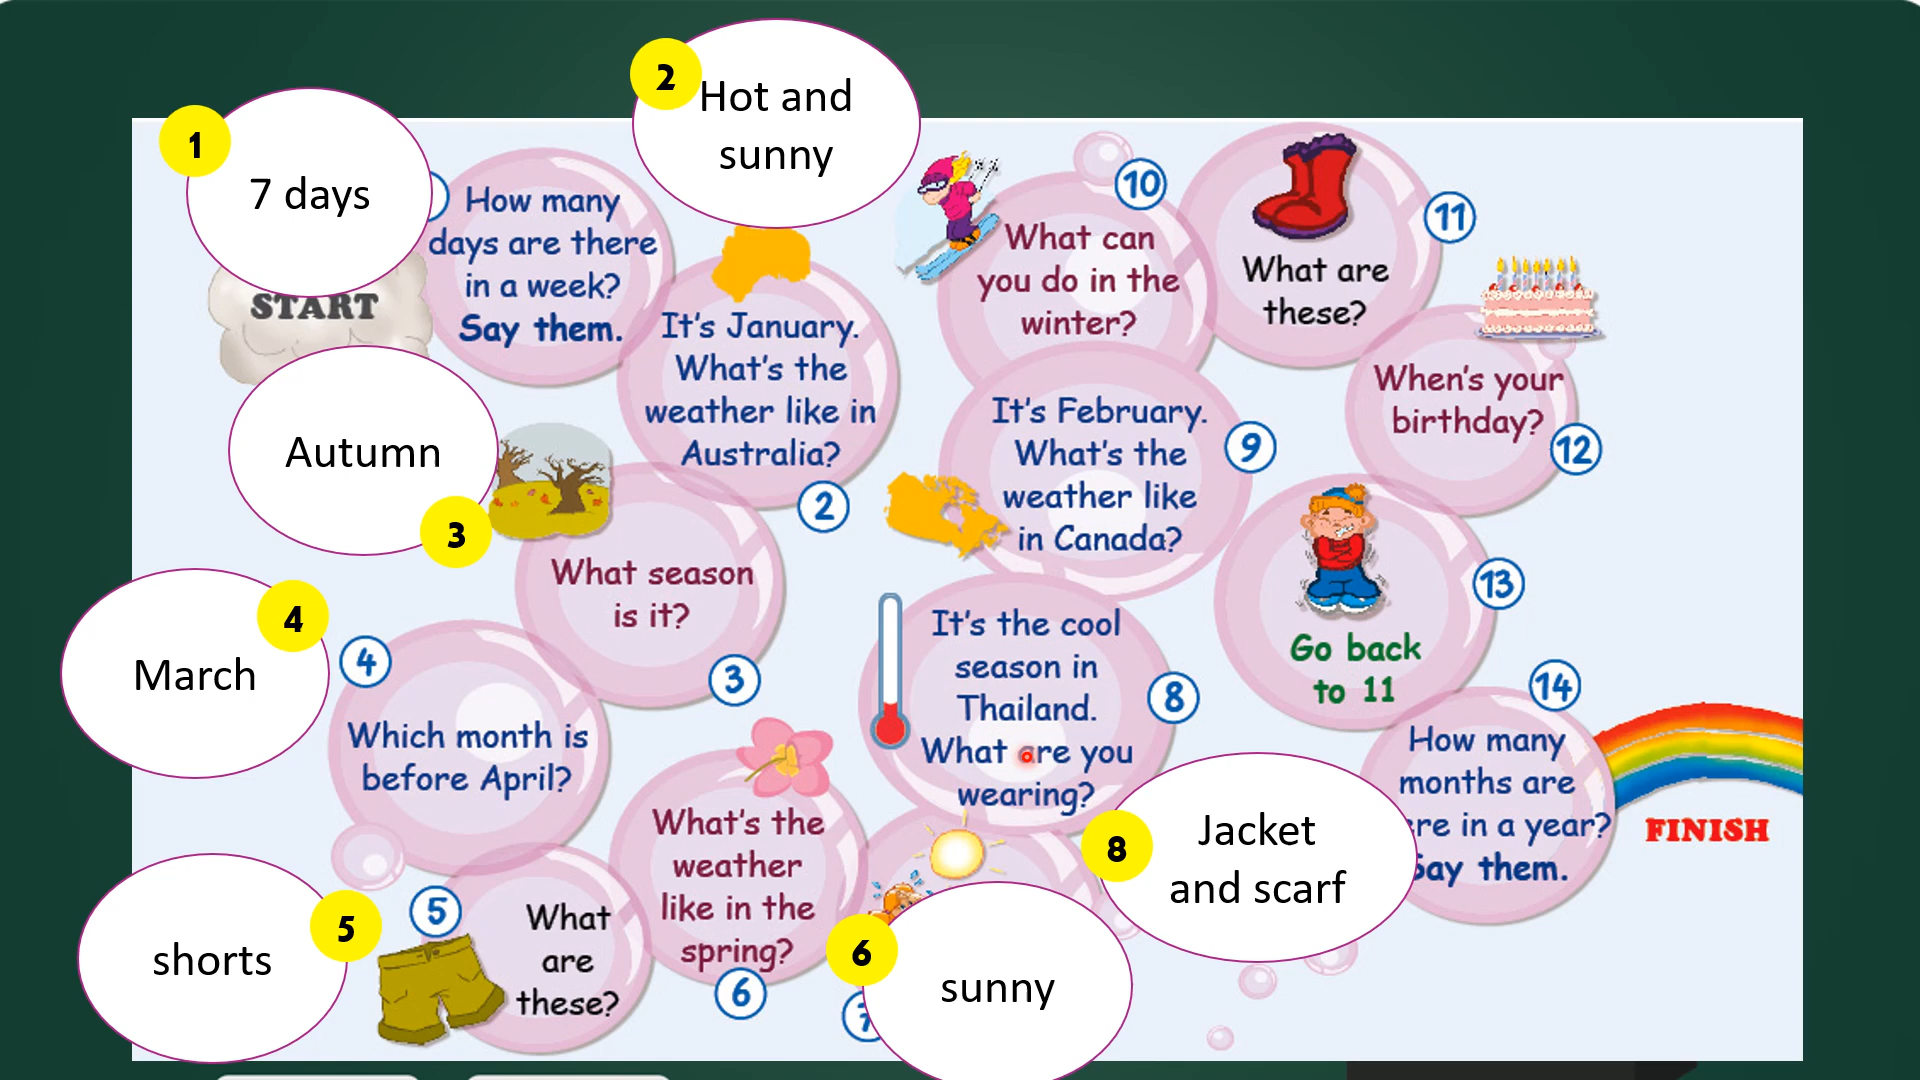 1
7 days
START
How many
days are there
in a week?
Say them.
2
Hot and
sunny
It's January.
What's the
weather like in
Australia?
2
Autumn
3
What season
is it?
3
March
4
4
Which month is
before April?
shorts
5
5
What
are
these?
What's the
weather
like in the
spring?
6
6
sunny
7
It's the cool
season in
Thailand.
What are you
wearing?
8
8
Jacket
and scarf
It's February.
What's the
weather like
in Canada?
9
10
What can
you do in the
winter?
11
What are
these?
When's your
birthday?
12
13
Go back
to 11
14
How many
months are
re in a year?
Say them.
FINISH